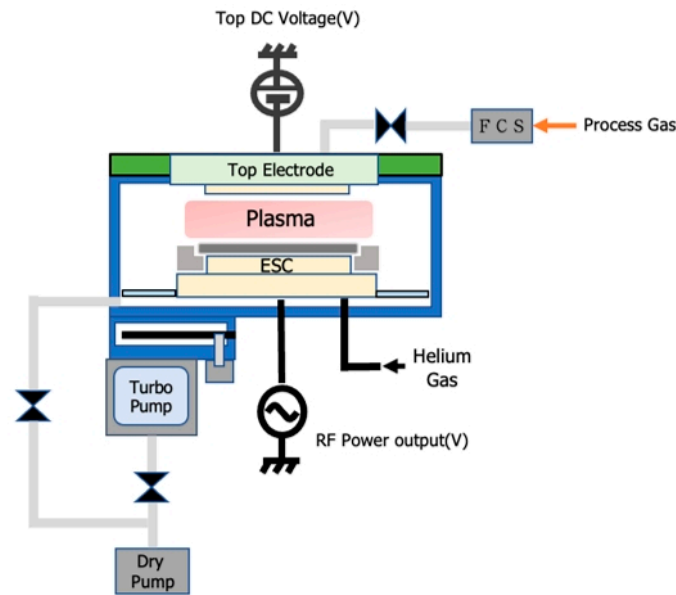 Top DC Voltage(V)
F C S
Process Gas
Top Electrode
Plasma
ESC
Helium
Gas
Turbo
Pump
RF Power output(V)
Dry
Pump